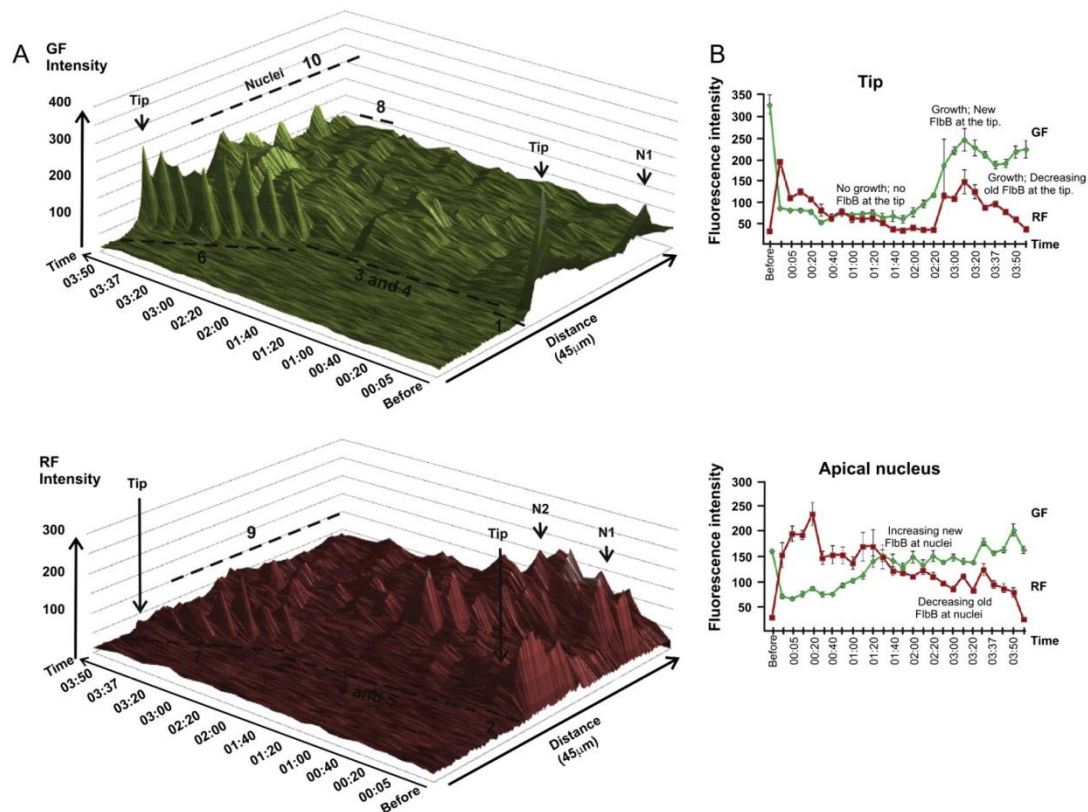 A
GF
Intensity
400
300
200
100
Tip
Nuclei
10
8
Tip
N1
6
3 and 4
1
Time
03:50
03:37
03:20
03:00
02:20
02:00
01:40
01:20
01:00
00:40
00:20
00:05
Before
Distance
(45μm)
RF
Intensity
300
200
100
Tip
9
Tip
N2
N1
7
3 and 5
2
Time
03:50
03:37
03:20
03:00
02:20
02:00
01:40
01:20
01:00
00:40
00:20
00:05
Before
Distance
(45μm)
B
Tip
Fluorescence intensity
350
300
250
200
150
100
50
Growth; New
FlbB at the tip.
GF
No growth; no
FlbB at the tip
Growth; Decreasing
old FlbB at the tip.
RF
Time
Before
00:05
00:20
00:40
01:00
01:20
01:40
02:00
02:20
03:00
03:20
03:37
03:50
Apical nucleus
Fluorescence intensity
300
250
200
150
100
50
GF
Increasing new
FlbB at nuclei
RF
Decreasing old
FlbB at nuclei
Time
Before
00:05
00:20
00:40
01:00
01:20
01:40
02:00
02:20
03:00
03:20
03:37
03:50